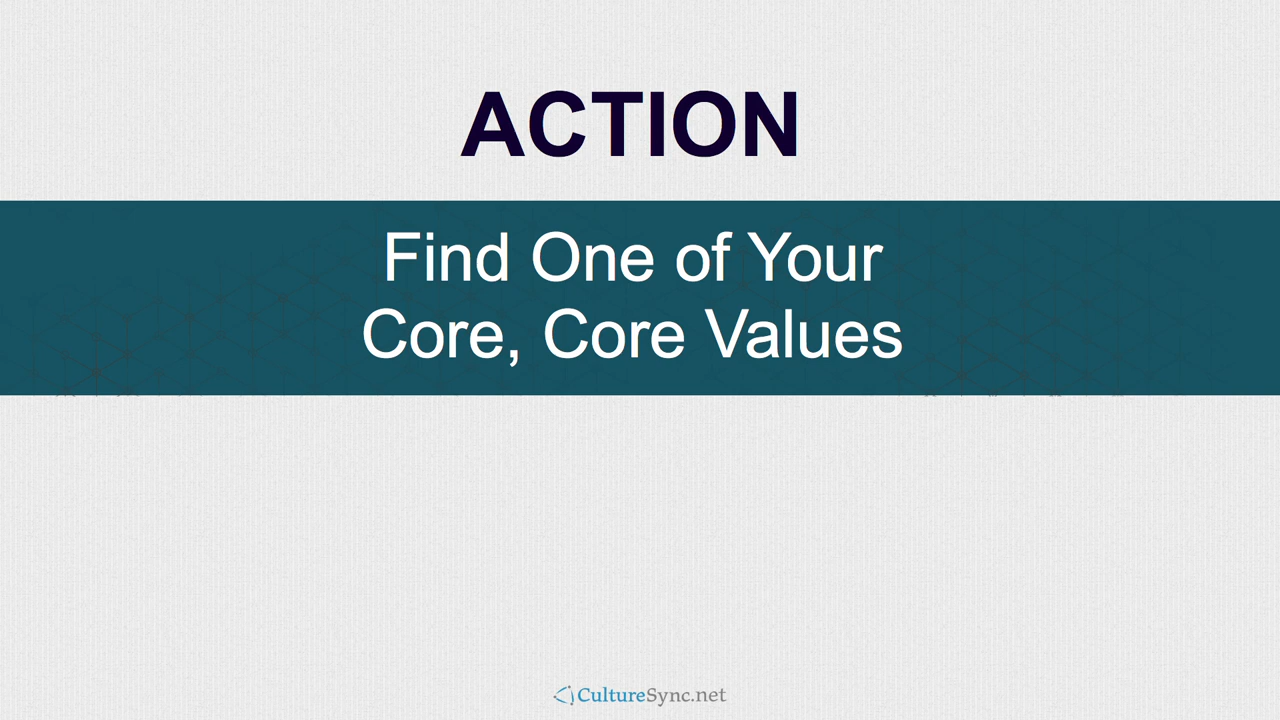 ACTION
Find One of Your
Core, Core Values
CultureSync.net